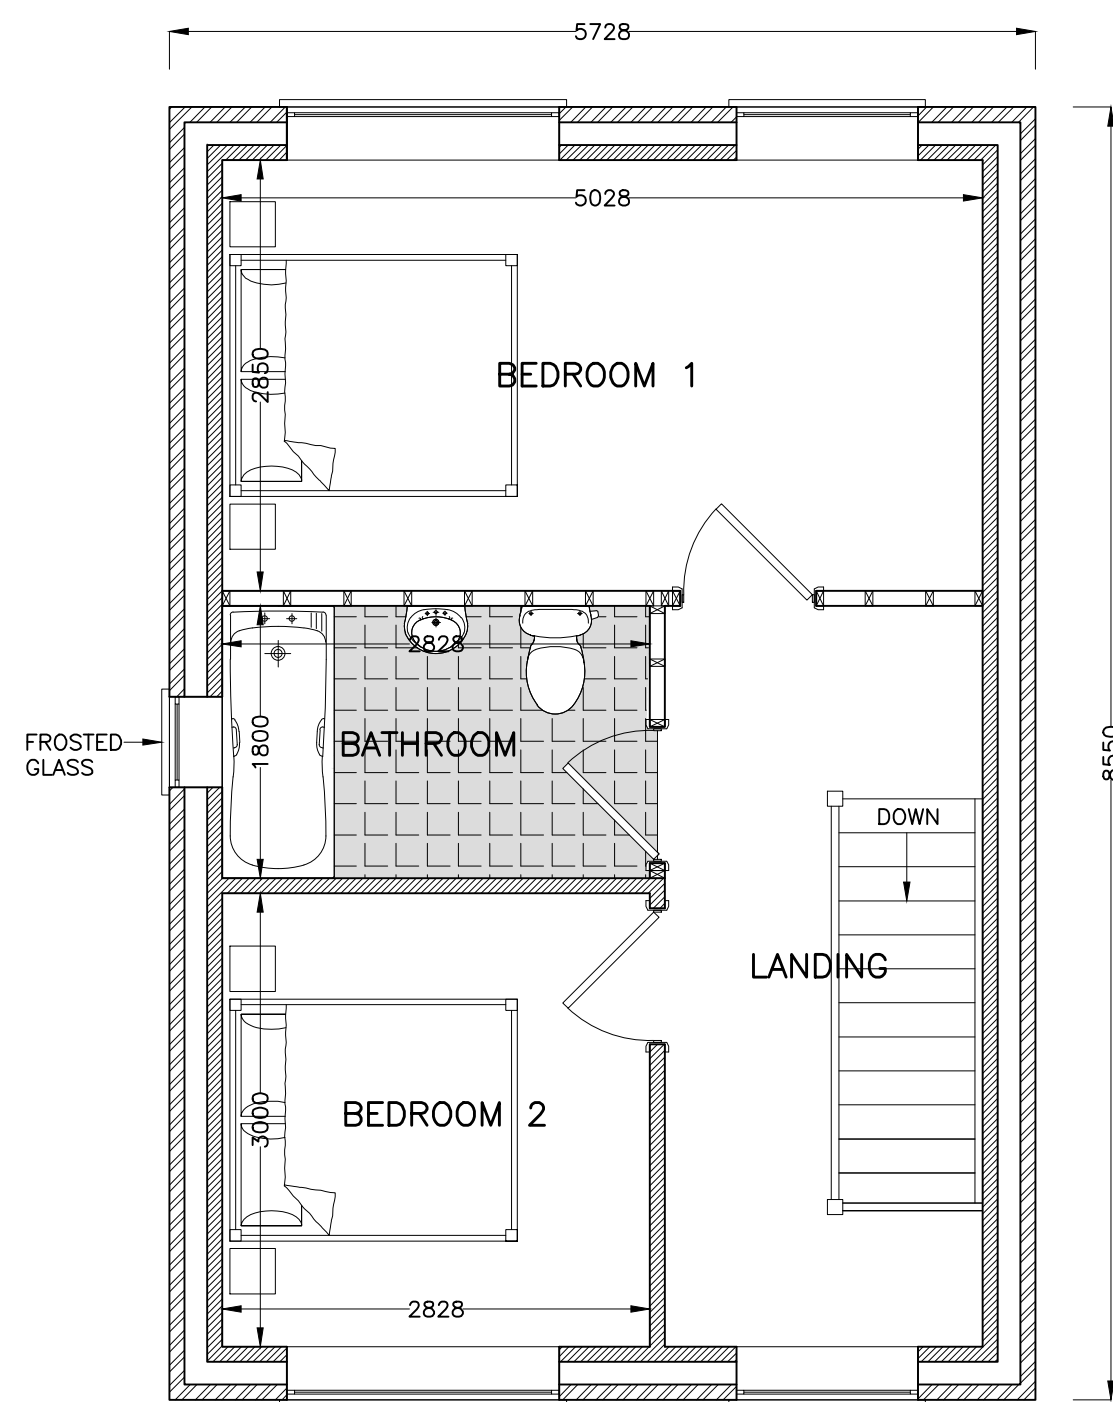 5728
5028
2850
BEDROOM 1
2828
FROSTED
GLASS
1800
BATHROOM
8550
DOWN
LANDING
3000
BEDROOM 2
2828